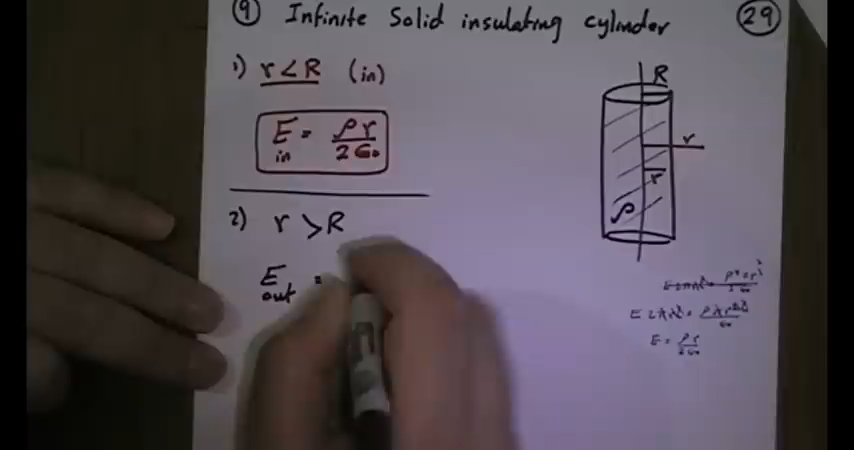 ⑨ Infinite Solid insulating cylinder
㉙
1) r < R (in)
E in = ρr / 2ϵ₀
2) r > R
E out =
R
r
r
ρ
E = ρr / 2ϵ₀